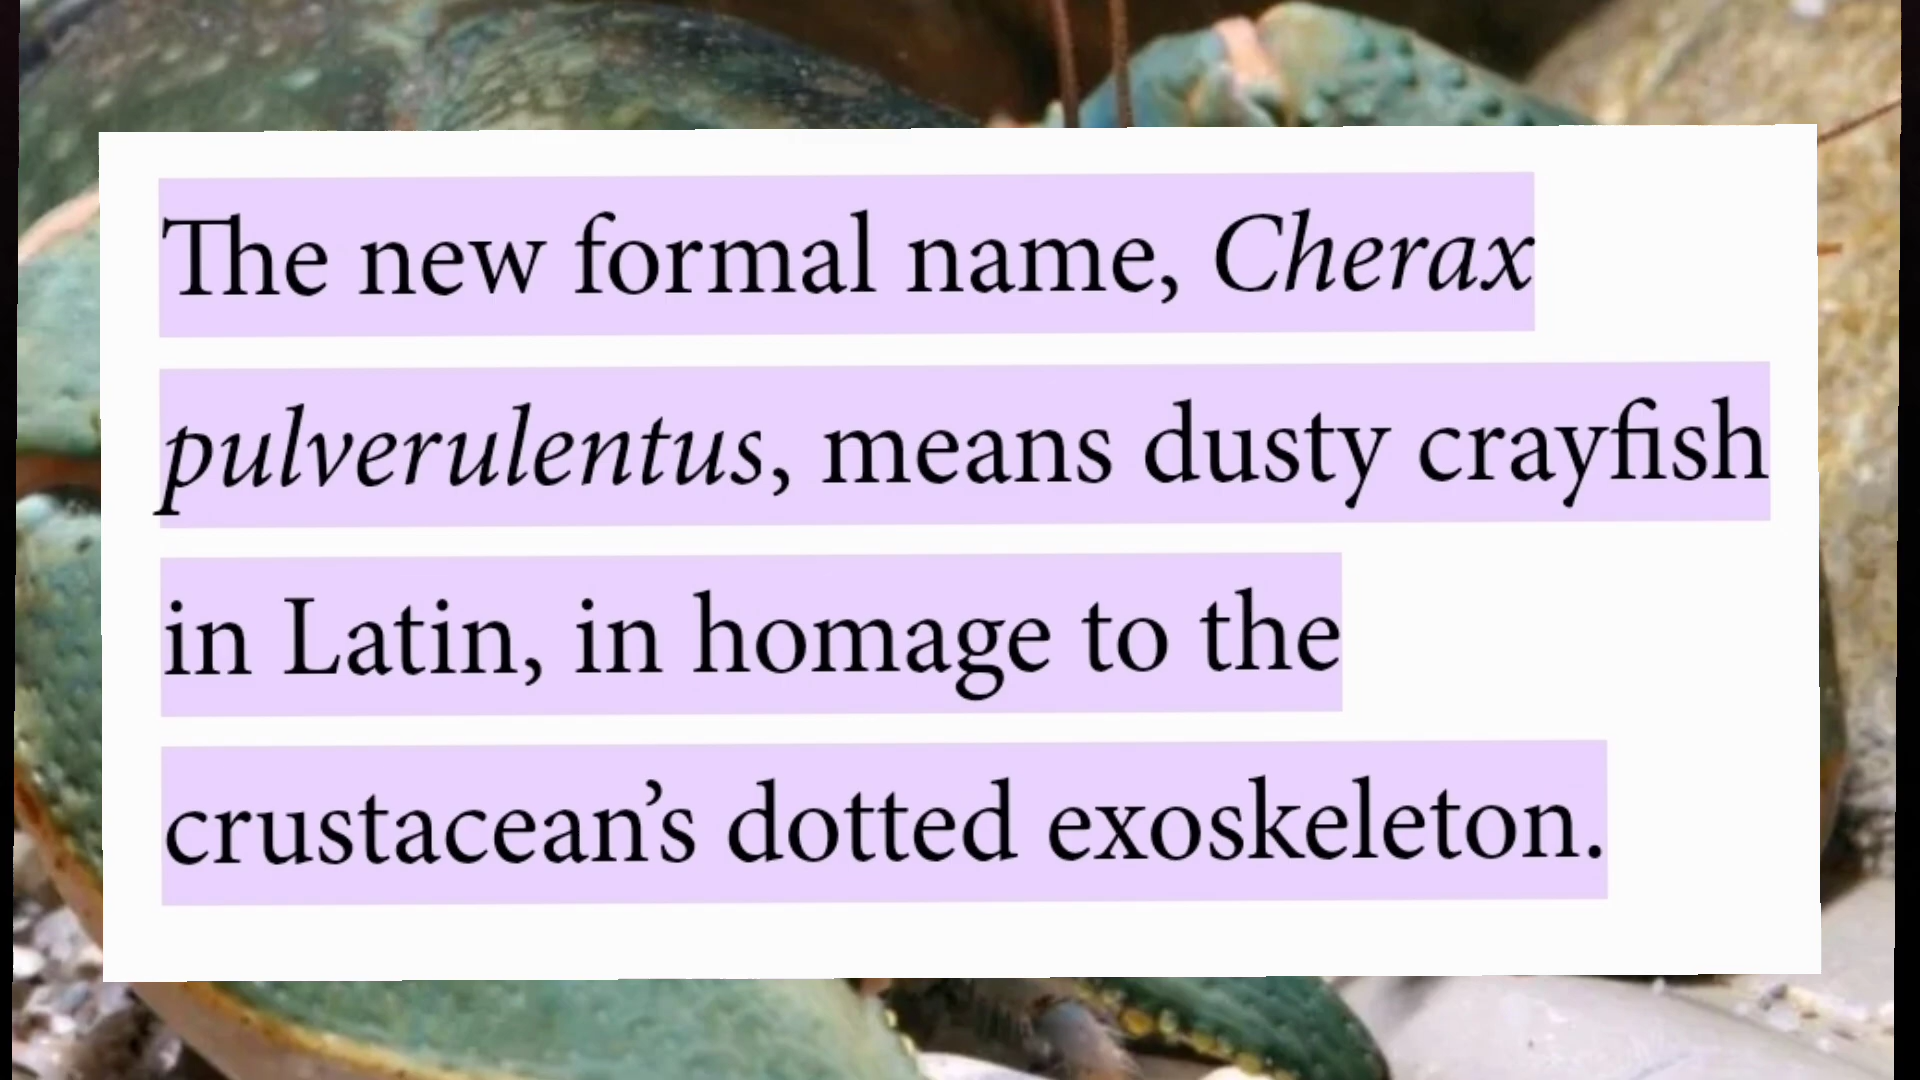 The new formal name, Cherax
pulverulentus, means dusty crayfish
in Latin, in homage to the
crustacean’s dotted exoskeleton.